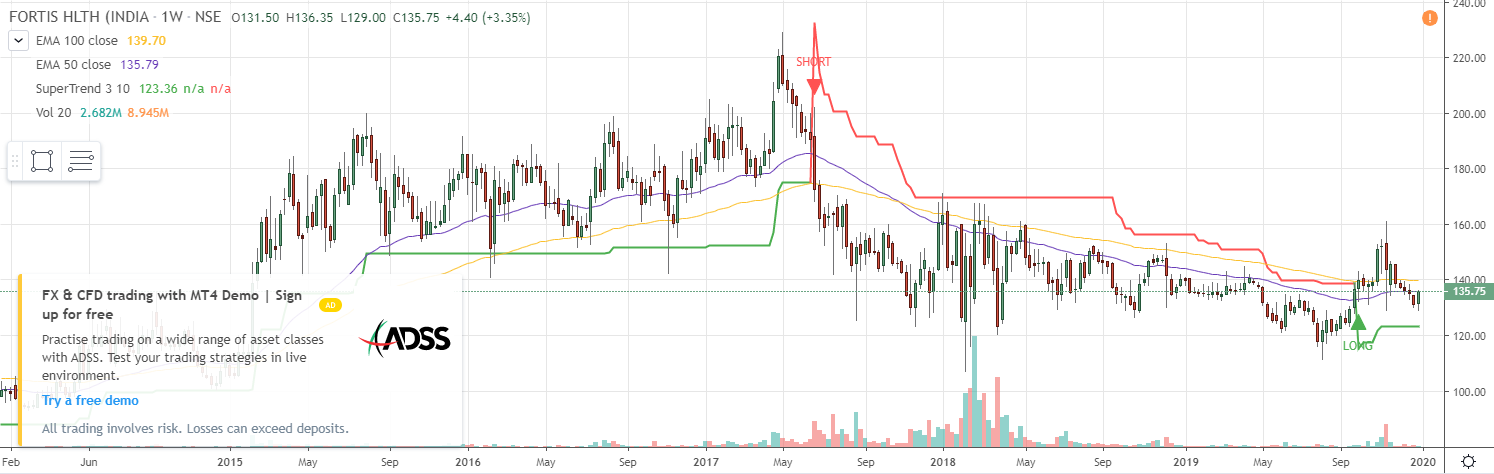 FORTIS HLTH (INDIA · 1W · NSE O131.50 H136.35 L129.00 C135.75 +4.40 (+3.35%)
EMA 100 close 139.70
EMA 50 close 135.79
SuperTrend 3 10 123.36 n/a n/a
Vol 20 2.682M 8.945M
SHORT
LONG
240.00
220.00
200.00
180.00
160.00
140.00
135.75
120.00
100.00
FX & CFD trading with MT4 Demo | Sign
up for free
AD
Practise trading on a wide range of asset classes
with ADSS. Test your trading strategies in live
environment.
Try a free demo
All trading involves risk. Losses can exceed deposits.
ADSS
Feb Jun 2015 May Sep 2016 May Sep 2017 May Sep 2018 May Sep 2019 May Sep 2020